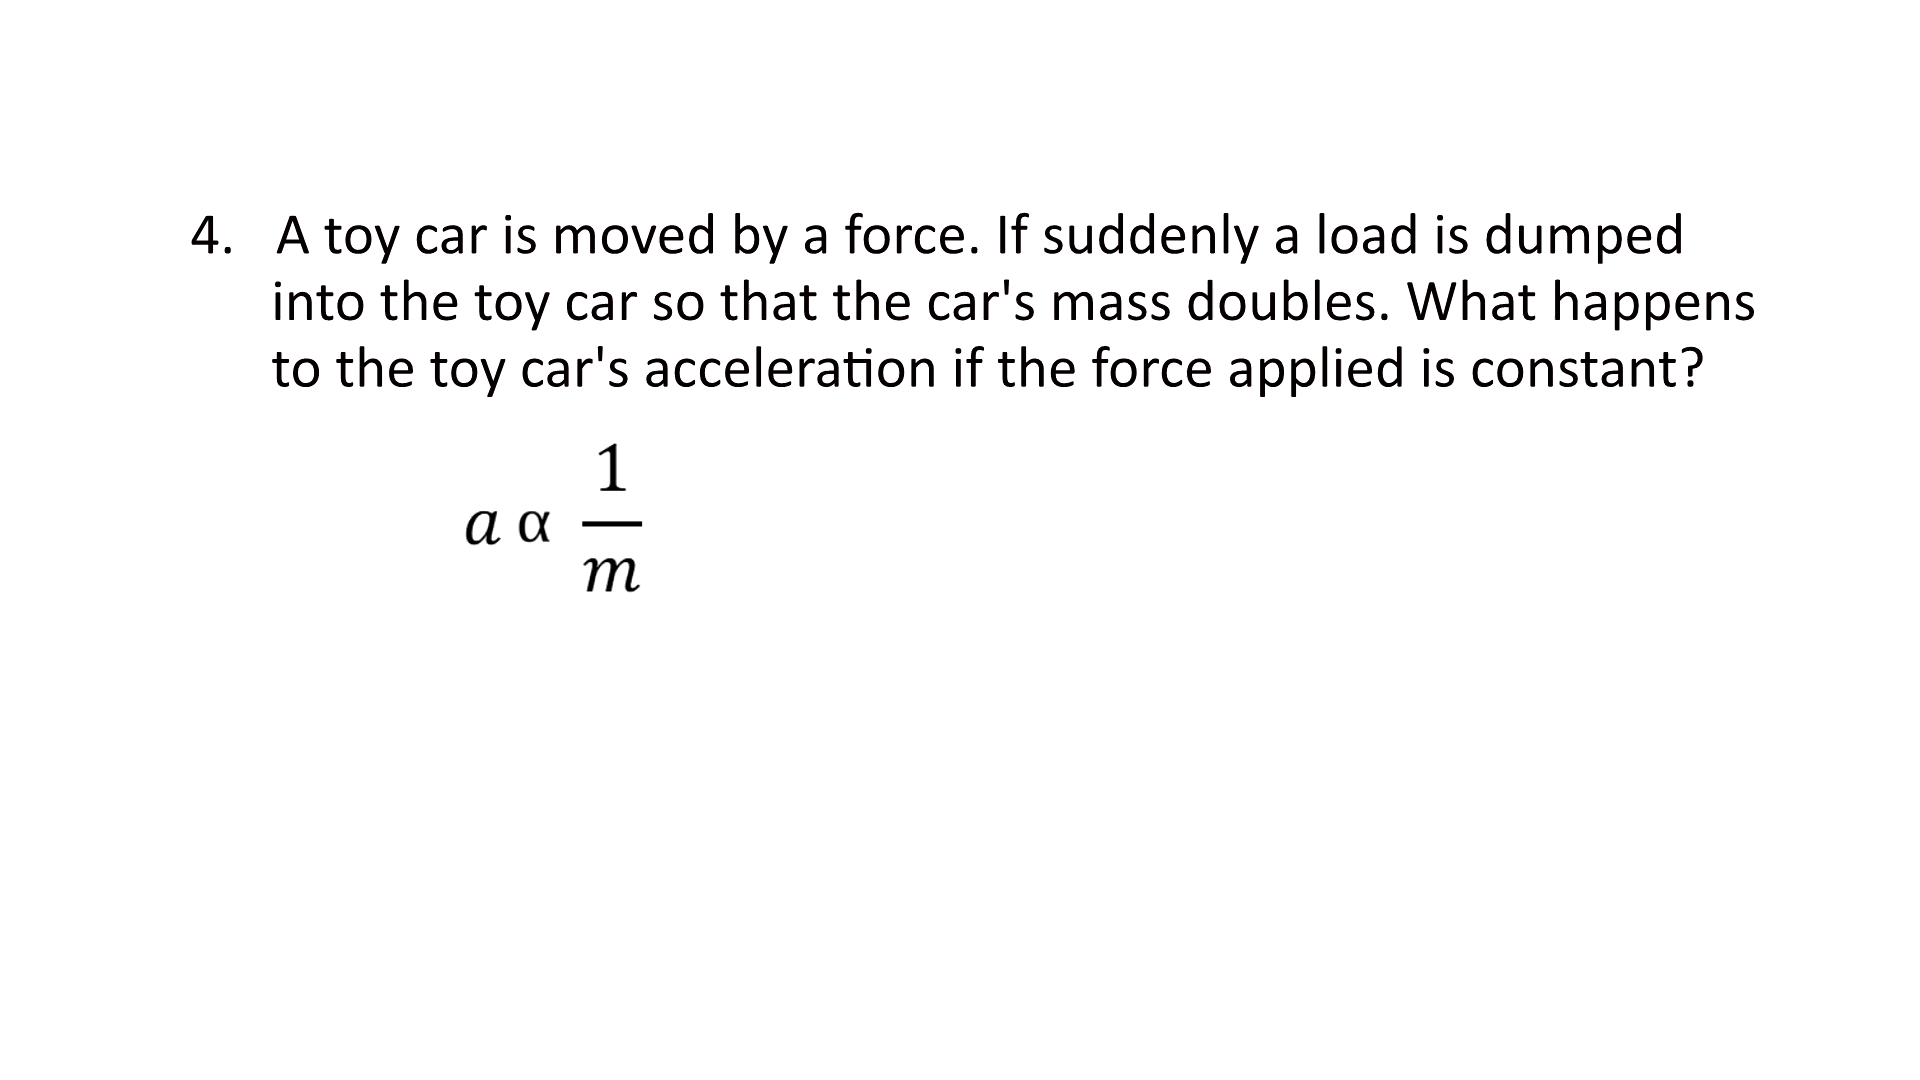 4. A toy car is moved by a force. If suddenly a load is dumped
into the toy car so that the car's mass doubles. What happens
to the toy car's acceleration if the force applied is constant?
a α 1/m